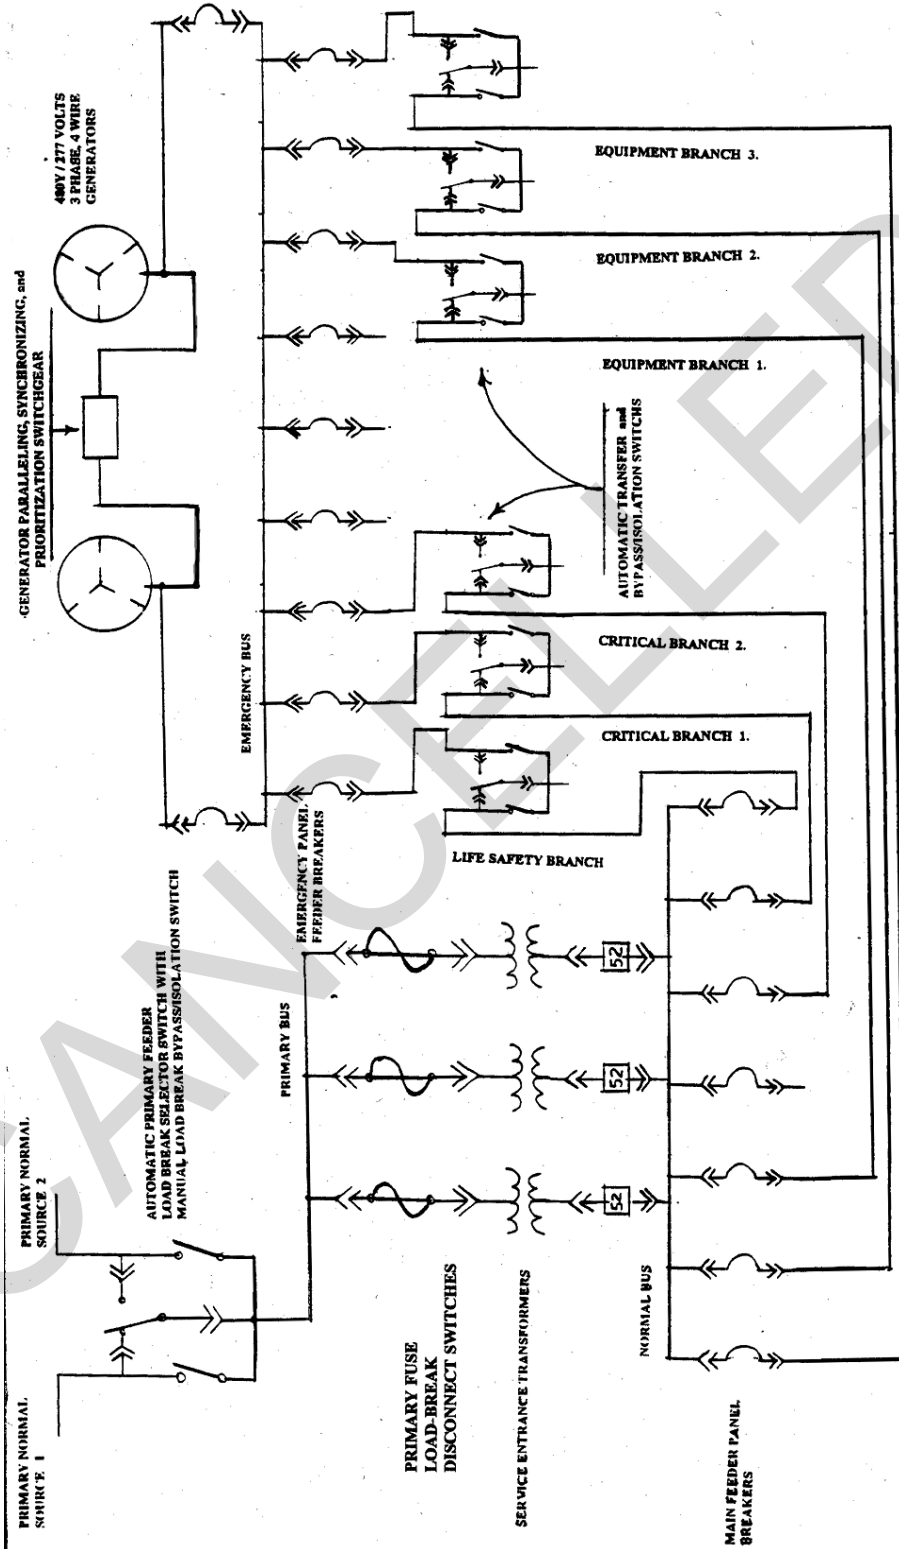 480Y / 277 VOLTS
3 PHASE, 4 WIRE
GENERATORS
GENERATOR PARALLELING, SYNCHRONIZING, and
PRIORITIZATION SWITCHGEAR
EQUIPMENT BRANCH 3.
EQUIPMENT BRANCH 2.
EQUIPMENT BRANCH 1.
AUTOMATIC TRANSFER and
BYPASS/ISOLATION SWITCHS
EMERGENCY BUS
CRITICAL BRANCH 2.
CRITICAL BRANCH 1.
LIFE SAFETY BRANCH
EMERGENCY PANEL
FEEDER BREAKERS
AUTOMATIC PRIMARY FEEDER
LOAD BREAK SELECTOR SWITCH WITH
MANUAL LOAD BREAK BYPASS/ISOLATION SWITCH
PRIMARY BUS
52
52
52
PRIMARY NORMAL
SOURCE 2
PRIMARY NORMAL
SOURCE 1
PRIMARY FUSE
LOAD-BREAK
DISCONNECT SWITCHES
SERVICE ENTRANCE TRANSFORMERS
NORMAL BUS
MAIN FEEDER PANEL
BREAKERS
CANCELLED